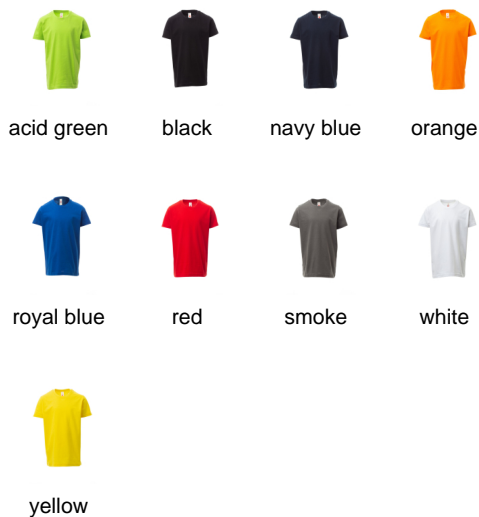 acid green black navy blue orange
royal blue red smoke white
yellow